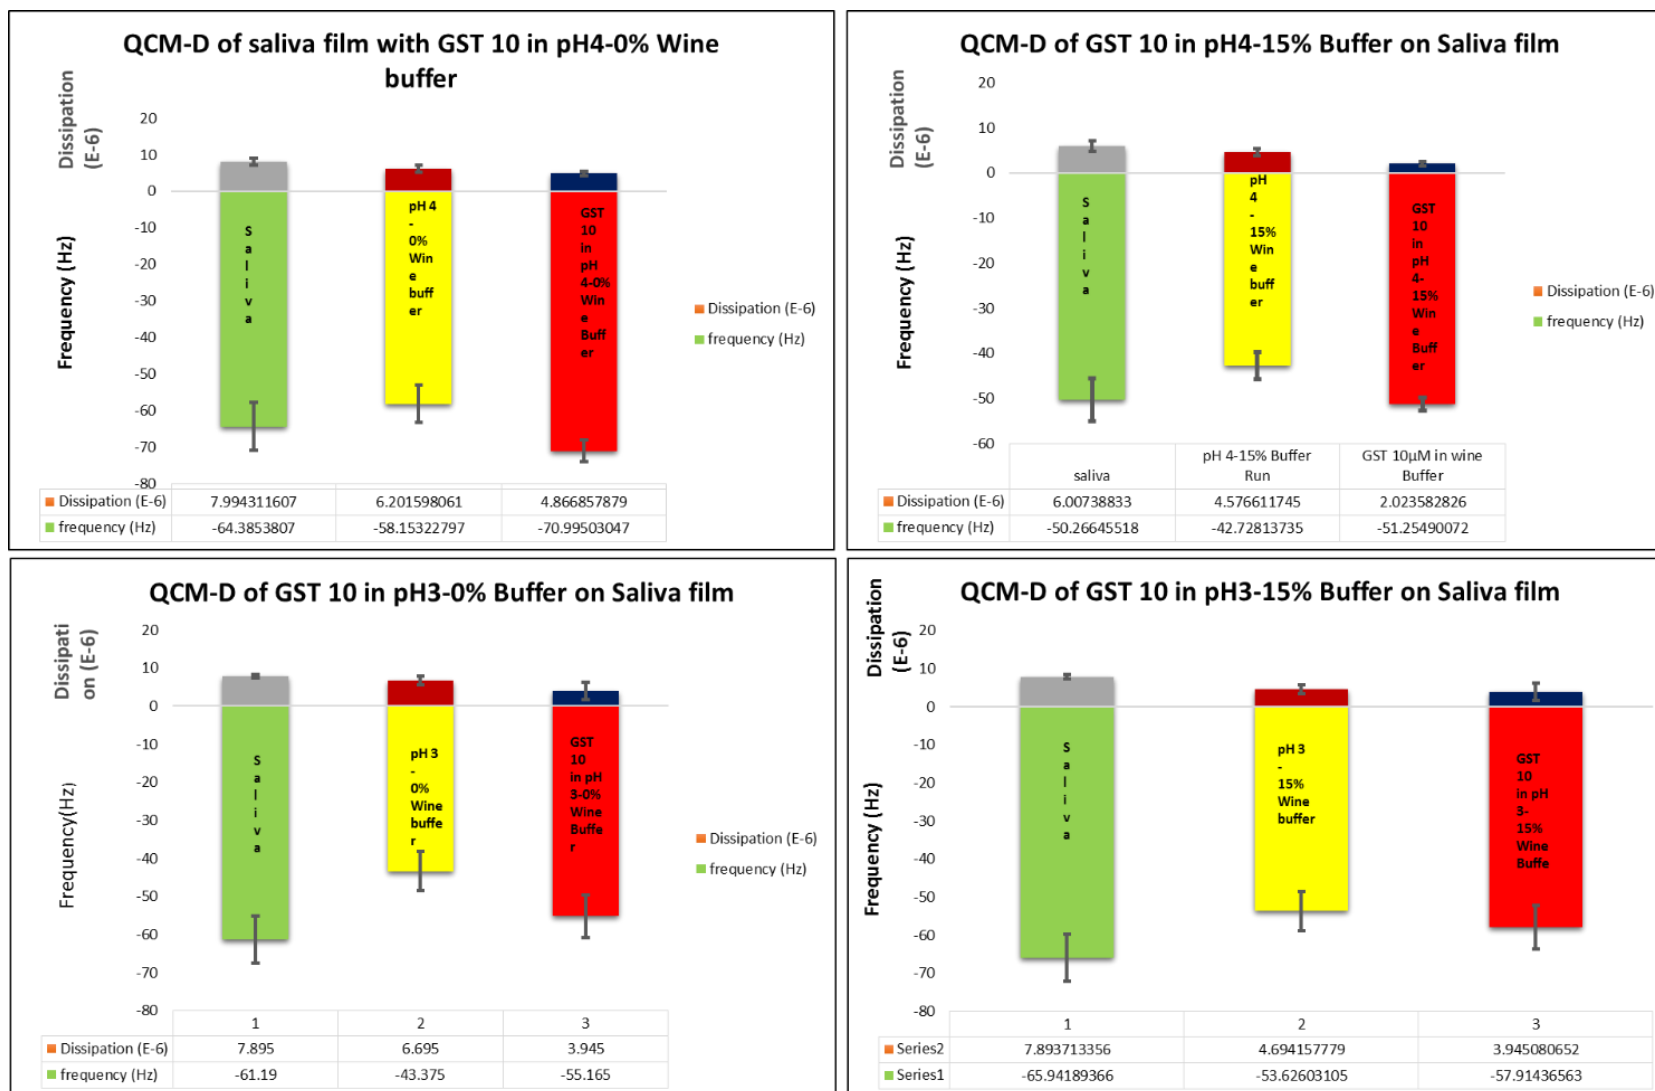 QCM-D of saliva film with GST 10 in pH4-0% Wine
buffer
Dissipation
(E-6)
Frequency (Hz)
20
10
0
-10
-20
-30
-40
-50
-60
-70
-80
S
a
l
i
v
a
pH 4
-
0%
Win
e
buff
er
GST
10
in
pH
4-0%
Win
e
Buff
er
Dissipation (E-6)
frequency (Hz)
Dissipation (E-6) 7.994311607 6.201598061 4.866857879
frequency (Hz) -64.3853807 -58.15322797 -70.99503047
QCM-D of GST 10 in pH4-15% Buffer on Saliva film
Dissipation
(E-6)
Frequency (Hz)
20
10
0
-10
-20
-30
-40
-50
-60
S
a
l
i
v
a
pH
4
-
15%
Win
e
buff
er
GST
10
in
pH
4-
15%
Win
e
Buff
er
Dissipation (E-6)
frequency (Hz)
saliva
pH 4-15% Buffer
Run
GST 10µM in wine
Buffer
Dissipation (E-6) 6.00738833 4.576611745 2.023582826
frequency (Hz) -50.26645518 -42.72813735 -51.25490072
QCM-D of GST 10 in pH3-0% Buffer on Saliva film
Dissipati
on (E-6)
Frequency(Hz)
20
10
0
-10
-20
-30
-40
-50
-60
-70
-80
S
a
l
i
v
a
pH 3
-
0%
Wine
buffe
r
GST
10
in pH
3-0%
Wine
Buffe
r
Dissipation (E-6)
frequency (Hz)
1 2 3
Dissipation (E-6) 7.895 6.695 3.945
frequency (Hz) -61.19 -43.375 -55.165
QCM-D of GST 10 in pH3-15% Buffer on Saliva film
Dissipation
(E-6)
Frequency (Hz)
20
10
0
-10
-20
-30
-40
-50
-60
-70
-80
S
a
l
i
v
a
pH 3
-
15%
Wine
buffer
GST
10
in pH
3-
15%
Wine
Buffe
1 2 3
Series2 7.893713356 4.694157779 3.945080652
Series1 -65.94189366 -53.62603105 -57.91436563